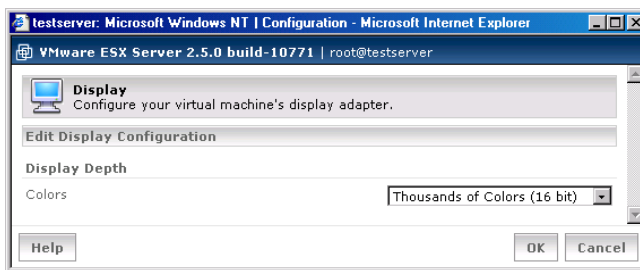 testserver: Microsoft Windows NT | Configuration - Microsoft Internet Explorer
VMware ESX Server 2.5.0 build-10771 | root@testserver
Display
Configure your virtual machine's display adapter.
Edit Display Configuration
Display Depth
Colors Thousands of Colors (16 bit)
Help OK Cancel